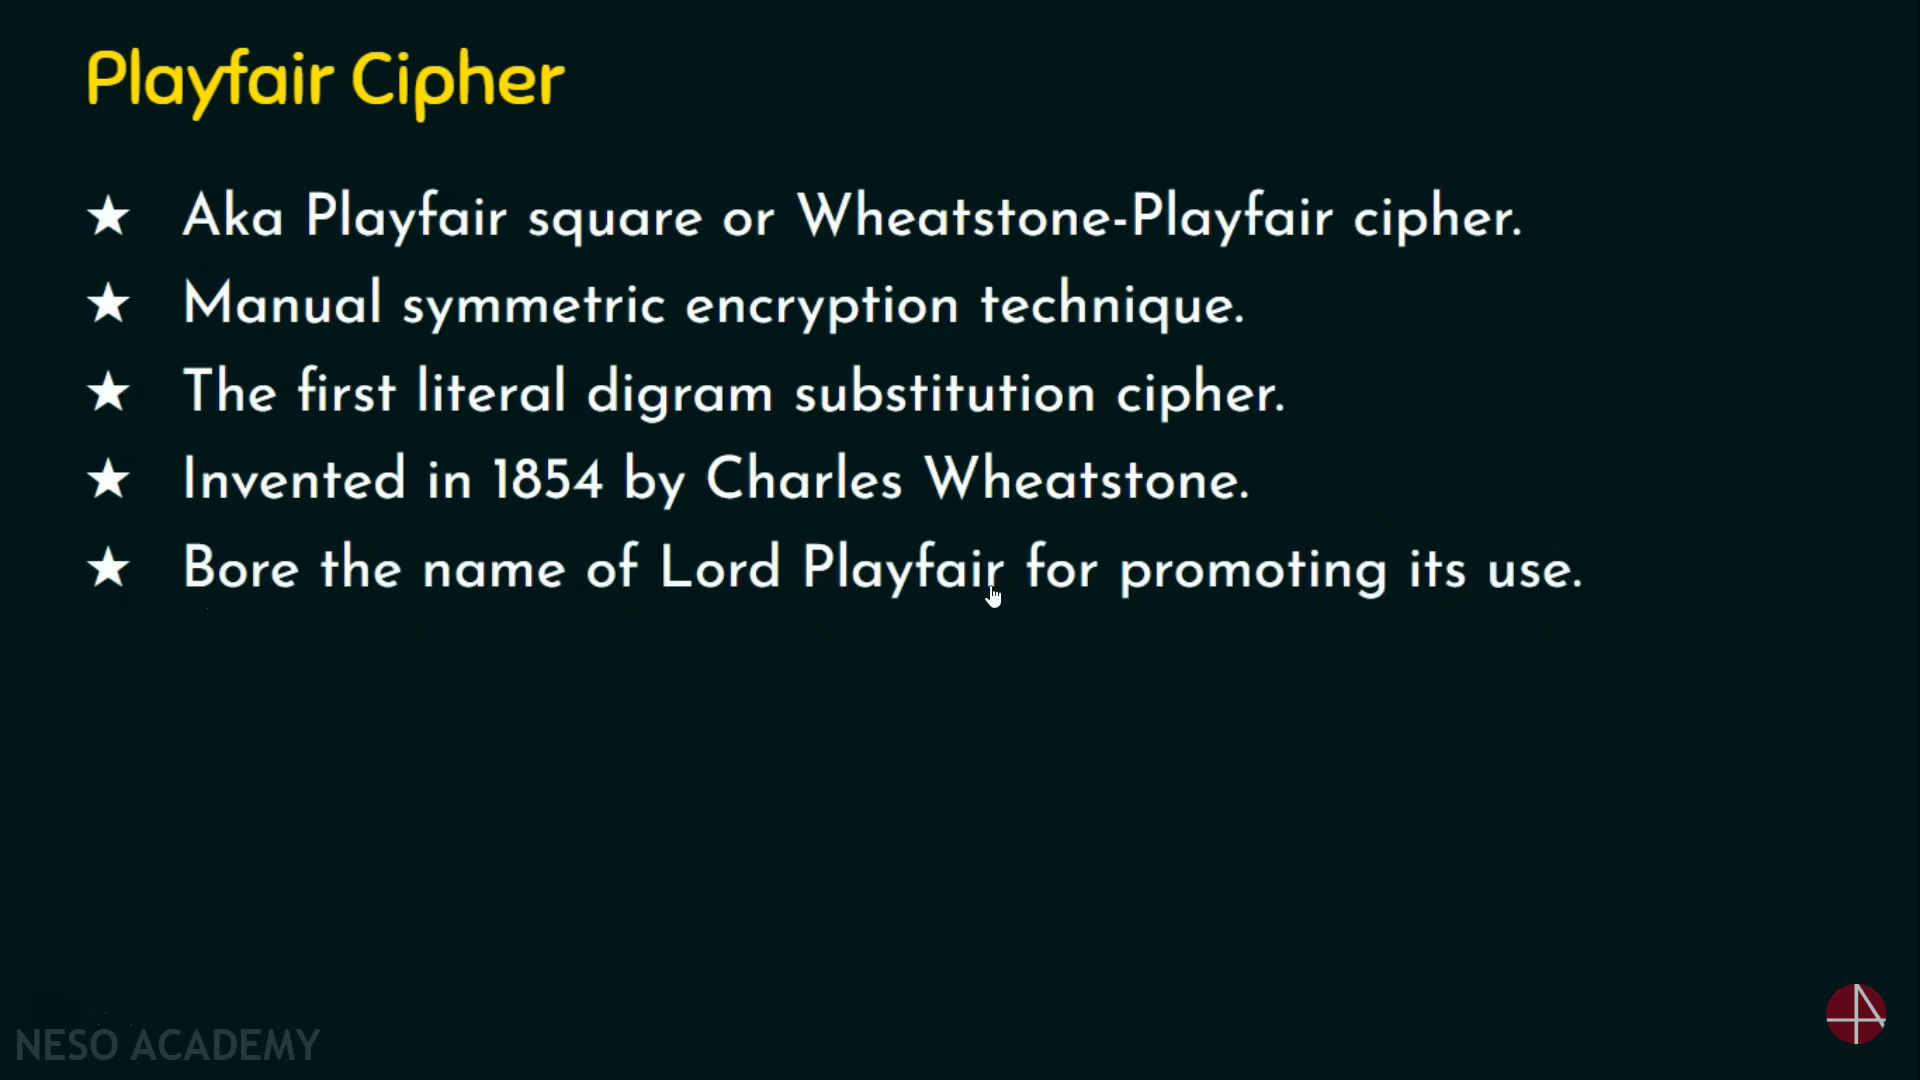 Playfair Cipher
★ Aka Playfair square or Wheatstone-Playfair cipher.
★ Manual symmetric encryption technique.
★ The first literal digram substitution cipher.
★ Invented in 1854 by Charles Wheatstone.
★ Bore the name of Lord Playfair for promoting its use.
NESO ACADEMY